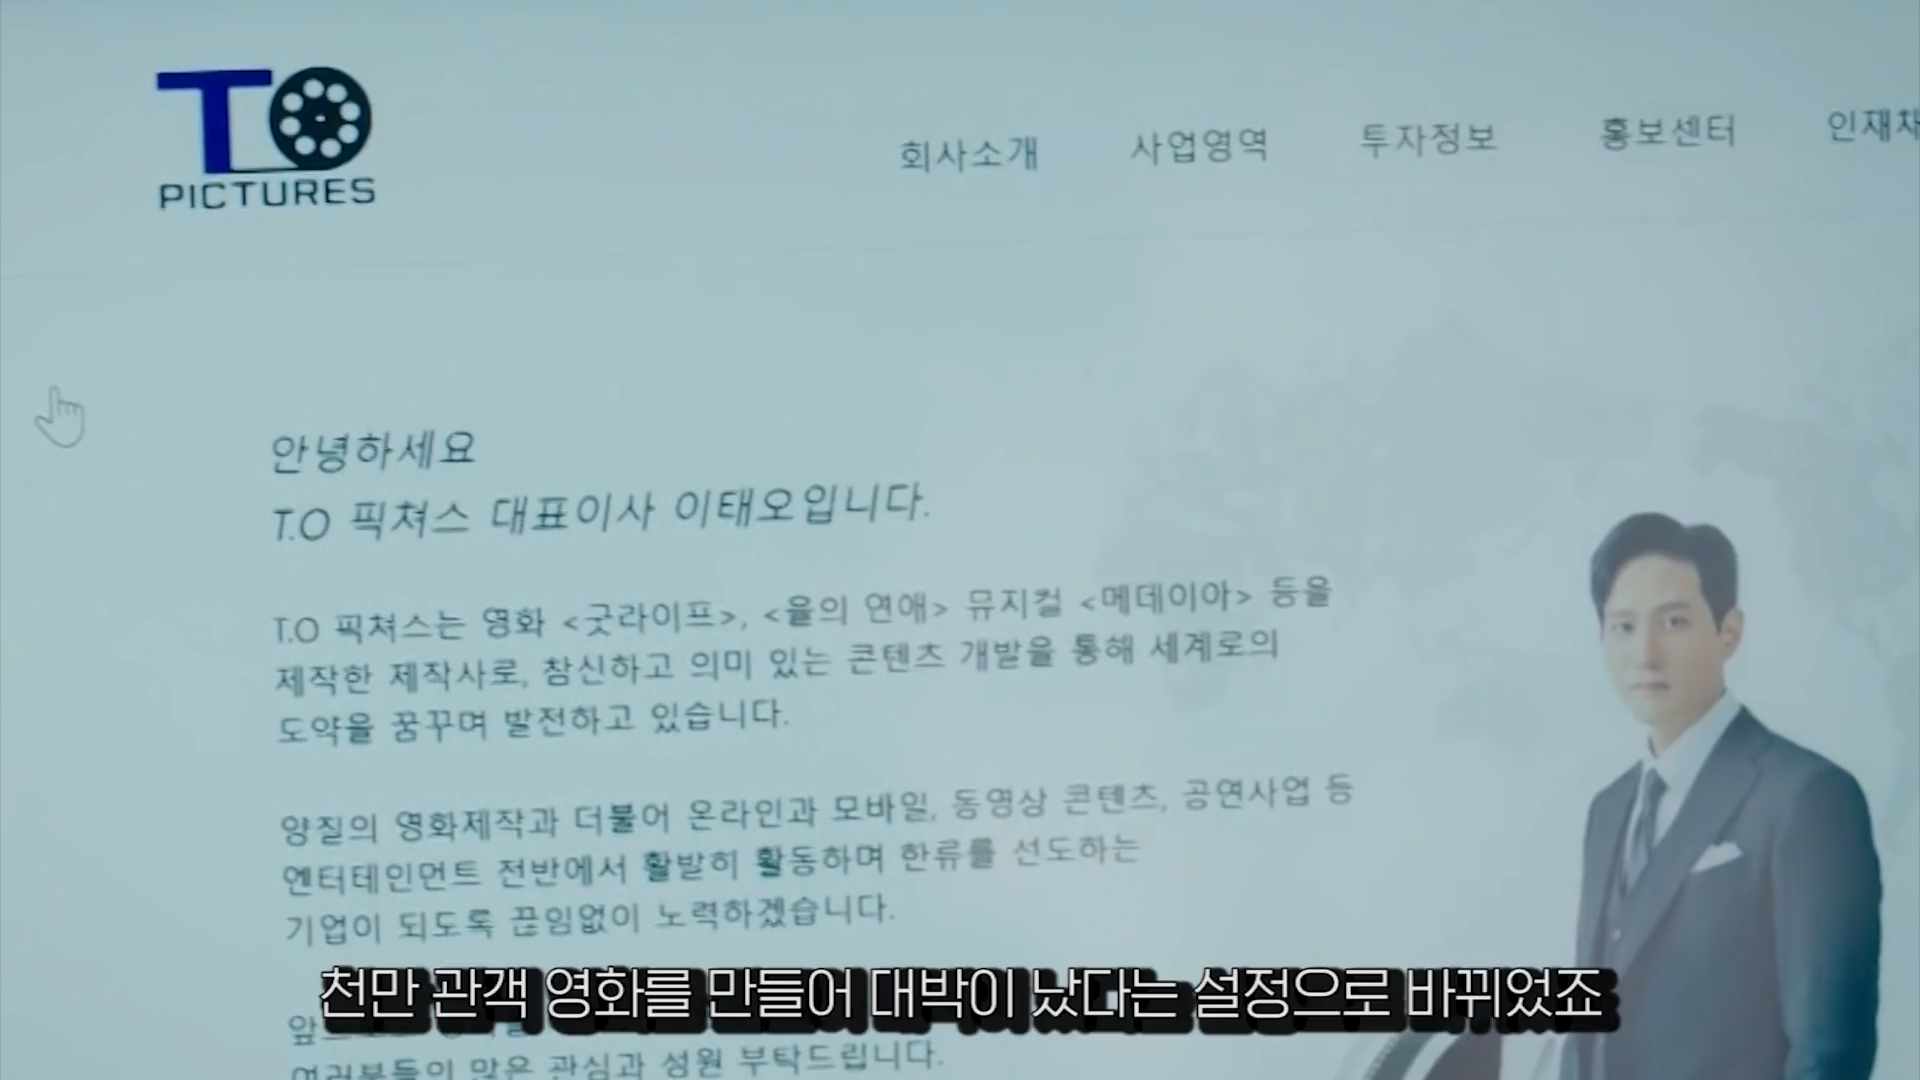 TO
PICTURES
회사소개 사업영역 투자정보 홍보센터 인재채
안녕하세요
T.O 픽쳐스 대표이사 이태오입니다.
T.O 픽쳐스는 영화 <굿라이프>, <율의 연애> 뮤지컬 <메데이아> 등을
제작한 제작사로, 참신하고 의미 있는 콘텐츠 개발을 통해 세계로의
도약을 꿈꾸며 발전하고 있습니다.
양질의 영화제작과 더불어 온라인과 모바일, 동영상 콘텐츠, 공연사업 등
엔터테인먼트 전반에서 활발히 활동하며 한류를 선도하는
기업이 되도록 끊임없이 노력하겠습니다.
천만 관객 영화를 만들어 대박이 났다는 설정으로 바뀌었죠
여러분들의 많은 관심과 성원 부탁드립니다.